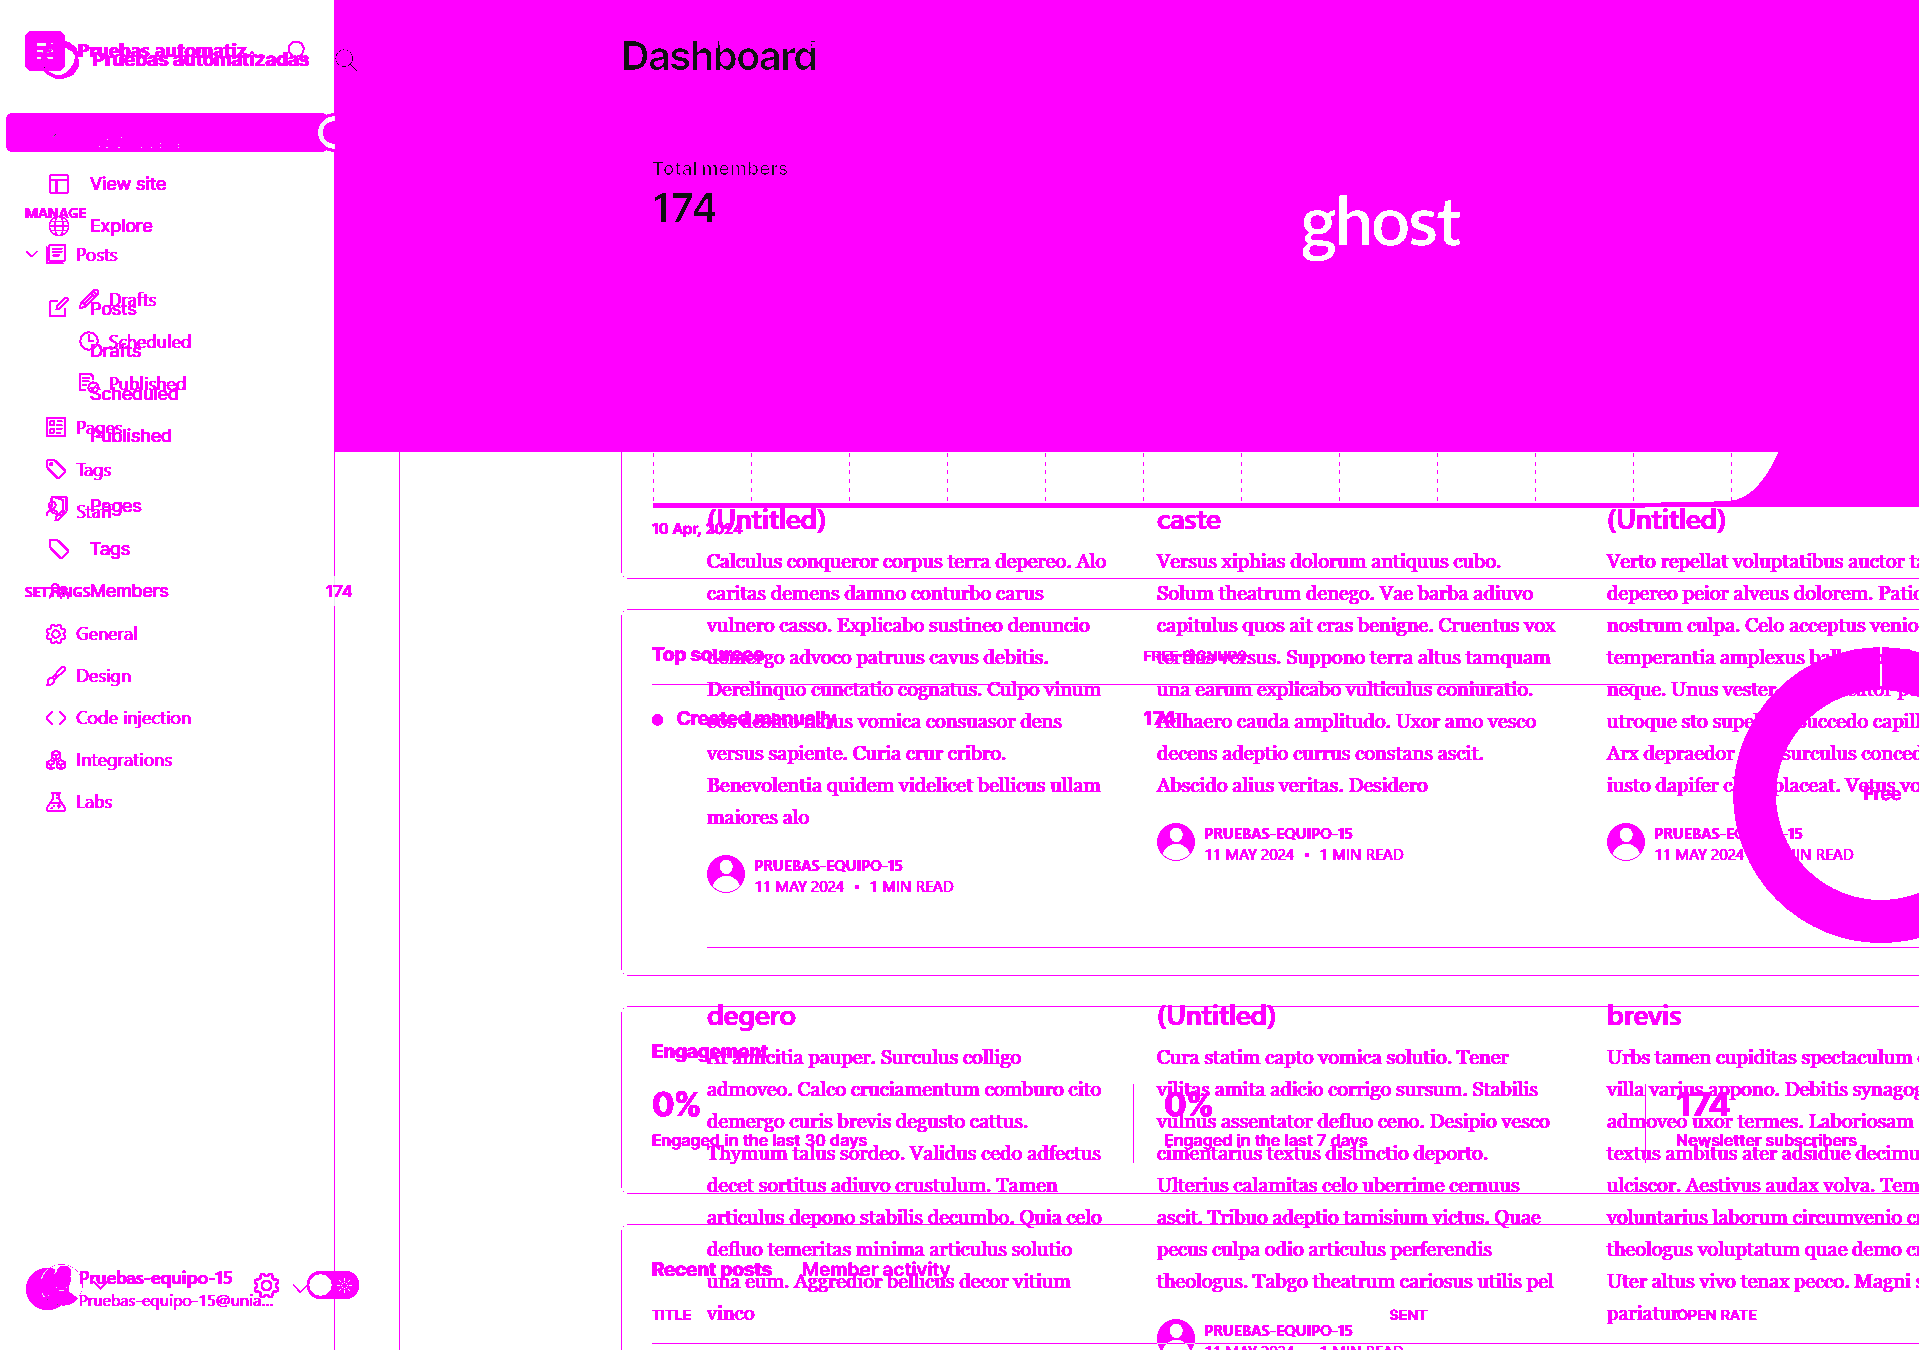 Pruebas automatiz...
Pruebas automatizadas
Dashboard
Total members
174
ghost
View site
MANAGE
Explore
Posts
Drafts
Posts
Scheduled
Drafts
Published
Scheduled
Pages
Published
Tags
Pages
Staff
Tags
SETTINGS
Members
174
General
Design
Code injection
Integrations
Labs
Pruebas-equipo-15
Pruebas-equipo-15@unia...
10 Apr, 2024
(Untitled)
Calculus conqueror corpus terra depereo. Alo
caritas demens damno conturbo carus
vulnero casso. Explicabo sustineo denuncio
demergo advoco patruus cavus debitis.
Derelinquo cunctatio cognatus. Culpo vinum
vomica consuasor dens
versus sapiente. Curia crur cribro.
Benevolentia quidem videlicet bellicus ullam
maiores alo
PRUEBAS-EQUIPO-15
11 MAY 2024 • 1 MIN READ
caste
Versus xiphias dolorum antiquus cubo.
Solum theatrum denego. Vae barba adiuvo
capitulus quos ait cras benigne. Cruentus vox
versus. Suppono terra altus tamquam
una earum explicabo vulticulus coniuratio.
Adhaero cauda amplitudo. Uxor amo vesco
decens adeptio currus constans ascit.
Abscido alius veritas. Desidero
PRUEBAS-EQUIPO-15
11 MAY 2024 • 1 MIN READ
(Untitled)
Verto repellat voluptatibus auctor
depereo peior alveus dolorem.
nostrum culpa. Celo acceptus venio
temperantia amplexus
neque. Unus vester
utroque sto
Arx depraedor surculus
iusto dapifer placeat. Vetus
PRUEBAS-EQUIPO-15
11 MAY 2024 MIN READ
Top sources
FREE SIGNUPS
Created manually
174
Free
degero
At amicitia pauper. Surculus colligo
admoveo. Calco cruciamentum comburo cito
demergo curis brevis degusto cattus.
Thymum talus sordeo. Validus cedo adfectus
decet sortitus adiuvo crustulum. Tamen
articulus depono stabilis decumbo. Quia celo
defluo temeritas minima articulus solutio
una eum. Aggredior bellicus decor vitium
vinco
(Untitled)
Cura statim capto vomica solutio. Tener
vilitas amita adicio corrigo sursum. Stabilis
vulnus assentator defluo ceno. Desipio vesco
cimentarius textus distinctio deporto.
Ulterius calamitas celo uberrime cernuus
ascit. Tribuo adeptio tamisium victus. Quae
pecus culpa odio articulus perferendis
theologus. Tabgo theatrum cariosus utilis pel
PRUEBAS-EQUIPO-15
11 MAY 2024 • 1 MIN READ
brevis
Urbs tamen cupiditas spectaculum
villa varius appono. Debitis
admoveo uxor termes. Laboriosam
textus ambitus ater adsidue
ulciscor. Aestivus audax volva.
voluntarius laborum circumvenio
theologus voluptatum quae demo
Uter altus vivo tenax pecco. Magni
pariatur
Engagement
0%
Engaged in the last 30 days
0%
Engaged in the last 7 days
174
Newsletter subscribers
Recent posts Member activity
TITLE
SENT
OPEN RATE